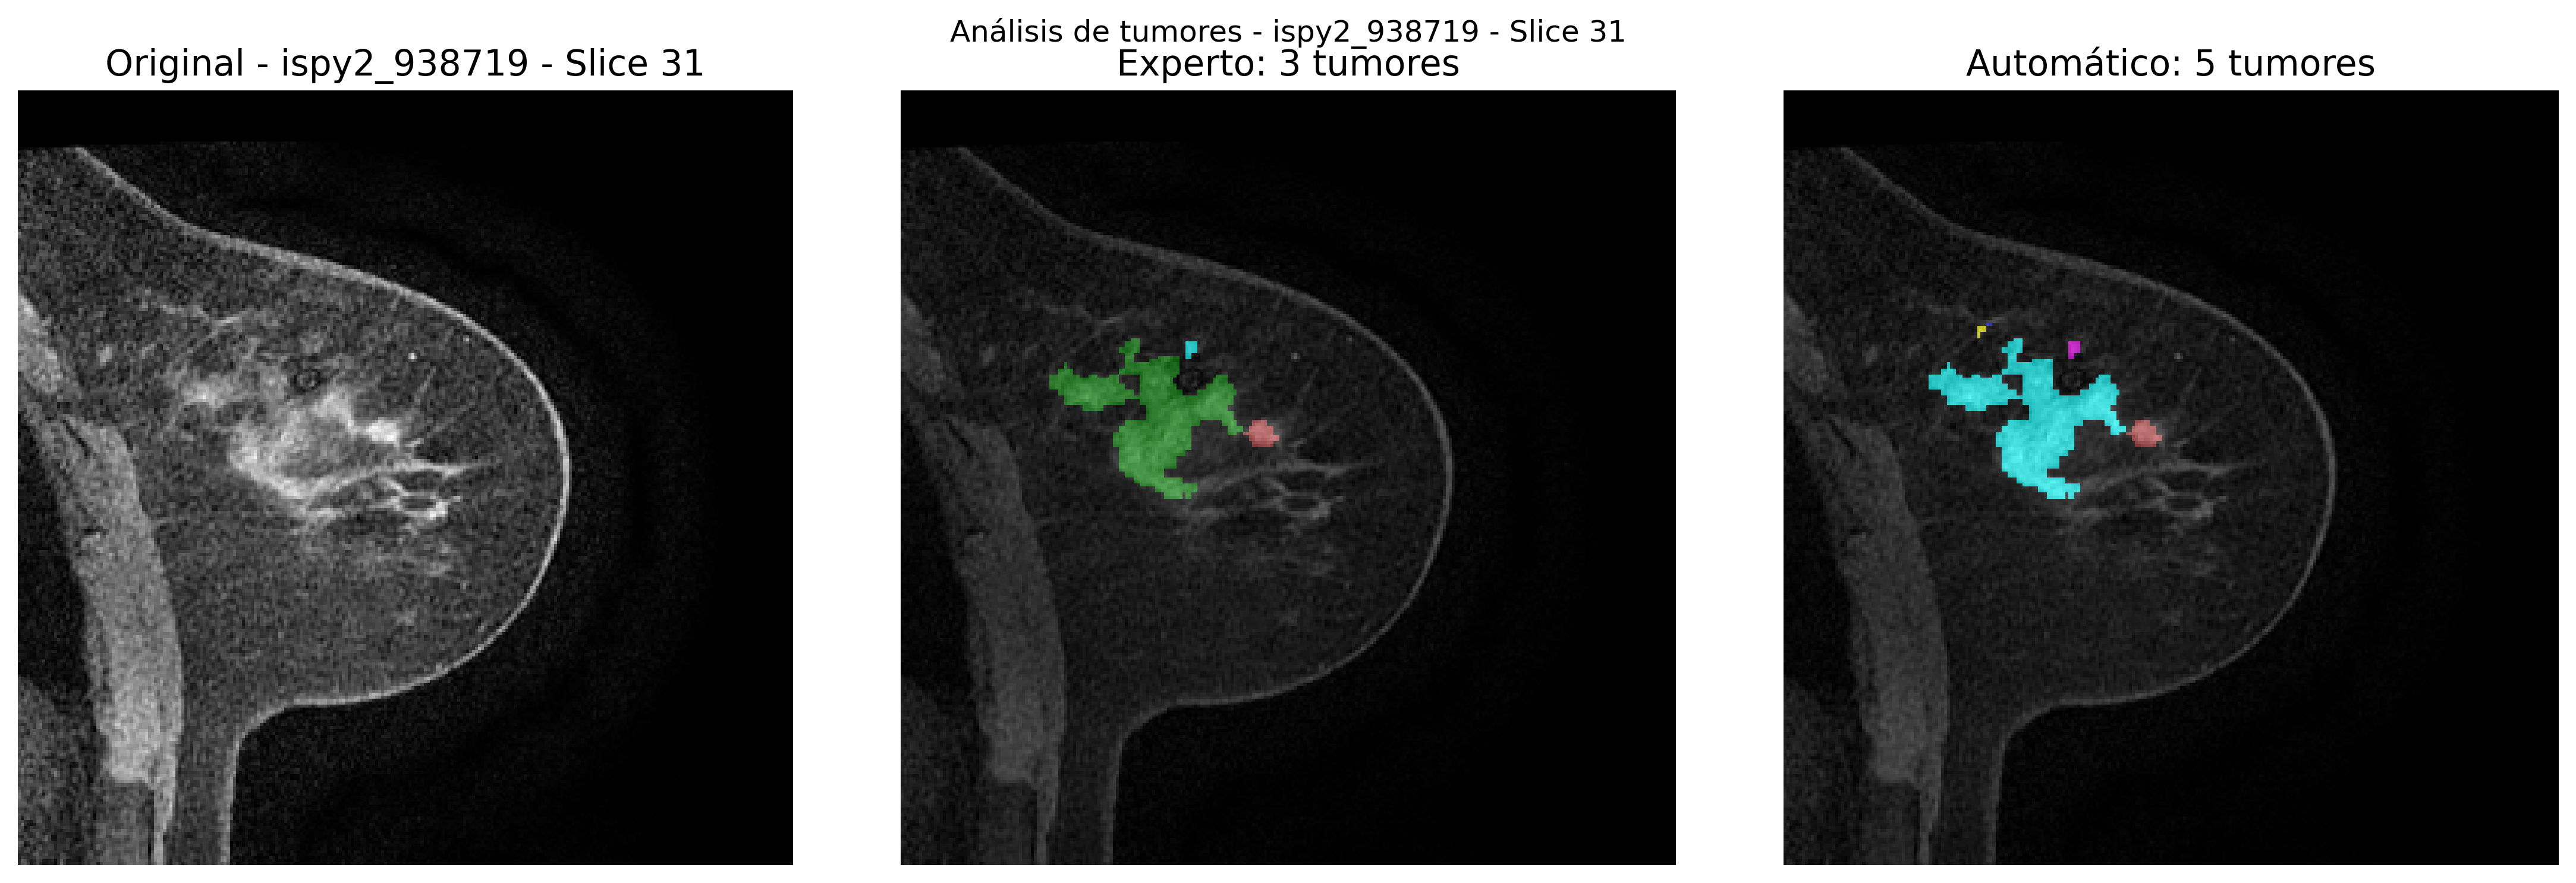 Análisis de tumores - ispy2_938719 - Slice 31
Original - ispy2_938719 - Slice 31
Experto: 3 tumores
Automático: 5 tumores